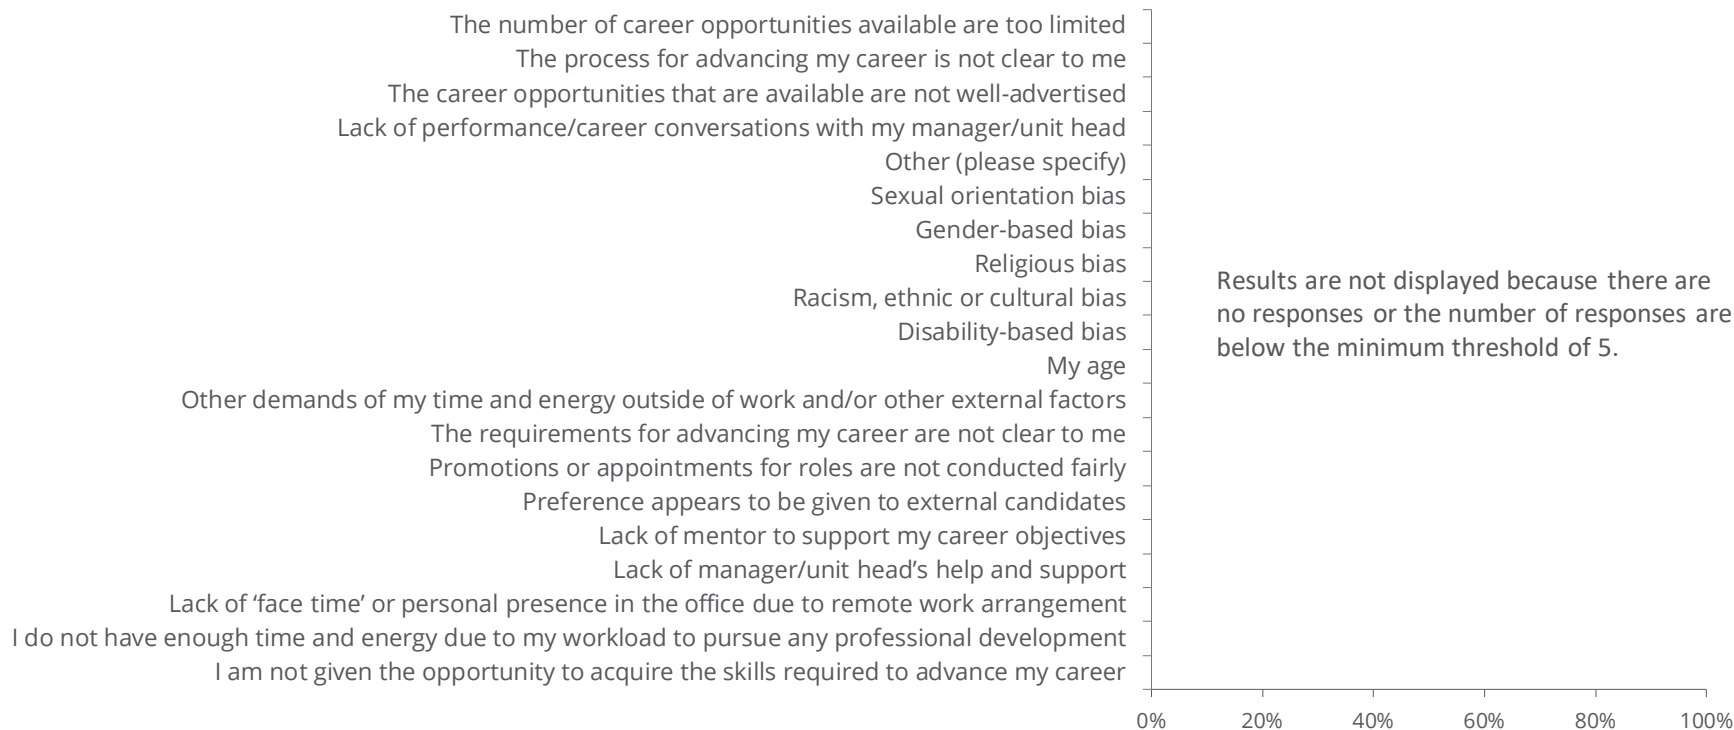 The number of career opportunities available are too limited
The process for advancing my career is not clear to me
The career opportunities that are available are not well-advertised
Lack of performance/career conversations with my manager/unit head
Other (please specify)
Sexual orientation bias
Gender-based bias
Religious bias
Racism, ethnic or cultural bias
Disability-based bias
My age
Other demands of my time and energy outside of work and/or other external factors
The requirements for advancing my career are not clear to me
Promotions or appointments for roles are not conducted fairly
Preference appears to be given to external candidates
Lack of mentor to support my career objectives
Lack of manager/unit head’s help and support
Lack of ‘face time’ or personal presence in the office due to remote work arrangement
I do not have enough time and energy due to my workload to pursue any professional development
I am not given the opportunity to acquire the skills required to advance my career
Results are not displayed because there are
no responses or the number of responses are
below the minimum threshold of 5.
0% 20% 40% 60% 80% 100%